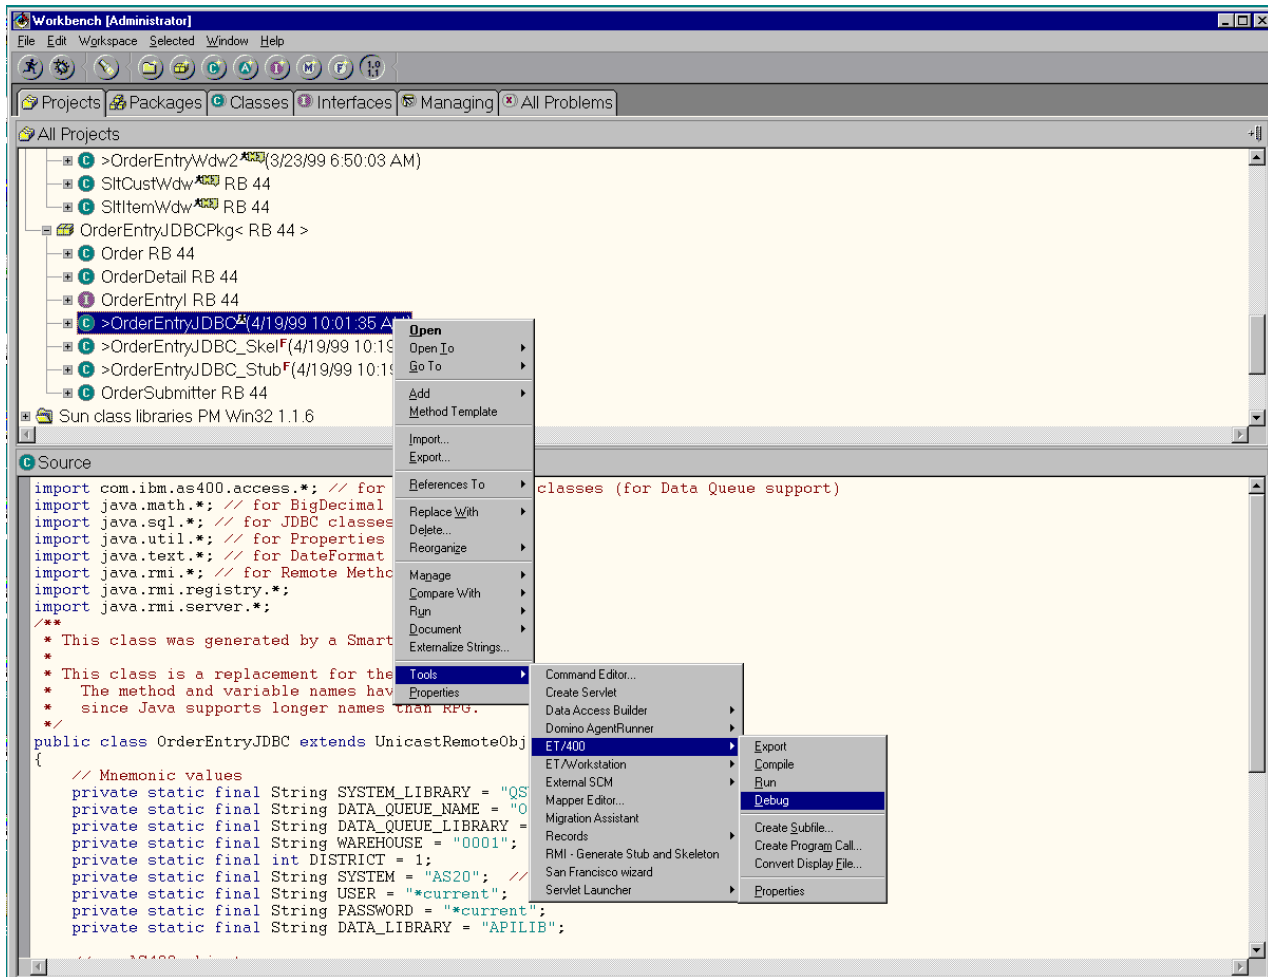 Workbench [Administrator]
File Edit Workspace Selected Window Help
Projects Packages Classes Interfaces Managing All Problems
All Projects
>OrderEntryWdw2 (3/23/99 6:50:03 AM)
SltCustWdw RB 44
SltItemWdw RB 44
OrderEntryJDBCPkg< RB 44 >
Order RB 44
OrderDetail RB 44
OrderEntryI RB 44
>OrderEntryJDBC (4/19/99 10:01:35 A
>OrderEntryJDBC_Skel F (4/19/99 10:19
>OrderEntryJDBC_Stub F (4/19/99 10:19
OrderSubmitter RB 44
Sun class libraries PM Win32 1.1.6
Open
Open To
Go To
Add
Method Template
Import...
Export...
References To
Replace With
Delete...
Reorganize
Manage
Compare With
Run
Document
Externalize Strings...
Tools
Properties
Command Editor...
Create Servlet
Data Access Builder
Domino AgentRunner
ET/400
ET/Workstation
External SCM
Mapper Editor...
Migration Assistant
Records
RMI - Generate Stub and Skeleton
San Francisco wizard
Servlet Launcher
Export
Compile
Run
Debug
Create Subfile...
Create Program Call...
Convert Display File...
Properties
Source
import com.ibm.as400.access.*; // for classes (for Data Queue support)
import java.math.*; // for BigDecimal
import java.sql.*; // for JDBC classes
import java.util.*; // for Properties
import java.text.*; // for DateFormat
import java.rmi.*; // for Remote Metho
import java.rmi.registry.*;
import java.rmi.server.*;
/**
* This class was generated by a Smart
*
* This class is a replacement for the
* The method and variable names hav
* since Java supports longer names than RPG.
*/
public class OrderEntryJDBC extends UnicastRemoteObj
{
// Mnemonic values
private static final String SYSTEM_LIBRARY = "QS
private static final String DATA_QUEUE_NAME = "O
private static final String DATA_QUEUE_LIBRARY =
private static final String WAREHOUSE = "0001";
private static final int DISTRICT = 1;
private static final String SYSTEM = "AS20"; //
private static final String USER = "*current";
private static final String PASSWORD = "*current";
private static final String DATA_LIBRARY = "APILIB";